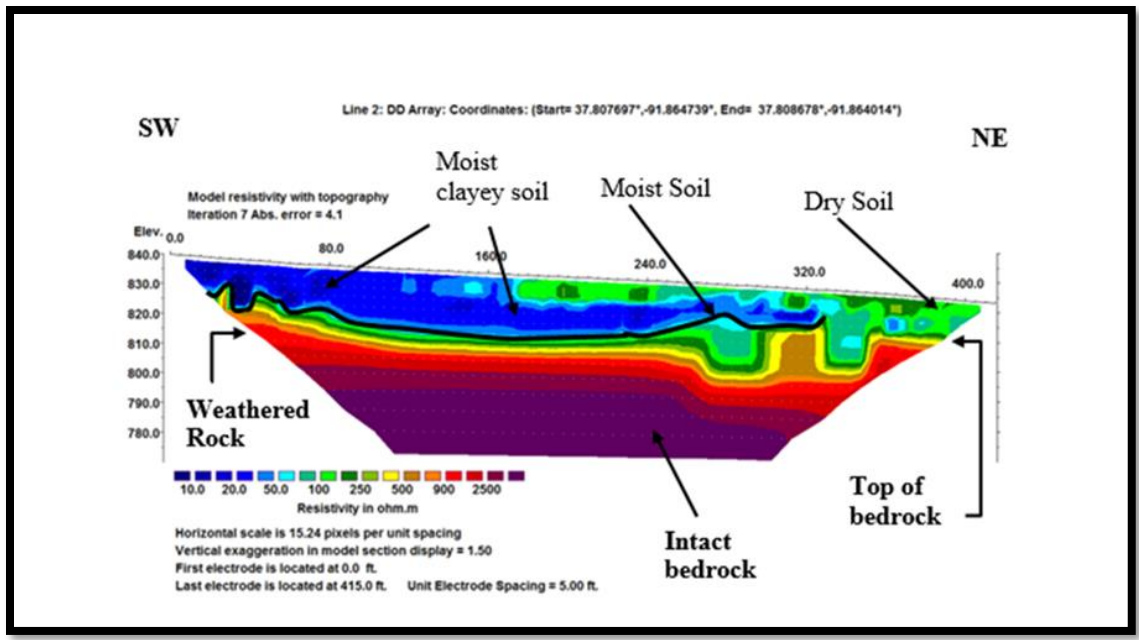 Line 2: DD Array: Coordinates: (Start= 37.807697°,-91.864739°, End= 37.808678°,-91.864014°)
SW
NE
Moist
clayey soil
Moist Soil
Dry Soil
Model resistivity with topography
Iteration 7 Abs. error = 4.1
Elev. 0.0
80.0
160.0
240.0
320.0
400.0
840.0
830.0
820.0
810.0
800.0
790.0
780.0
Weathered
Rock
Top of
bedrock
Intact
bedrock
10.0 20.0 50.0 100 250 500 900 2500
Resistivity in ohm.m
Horizontal scale is 15.24 pixels per unit spacing
Vertical exaggeration in model section display = 1.50
First electrode is located at 0.0 ft.
Last electrode is located at 415.0 ft. Unit Electrode Spacing = 5.00 ft.